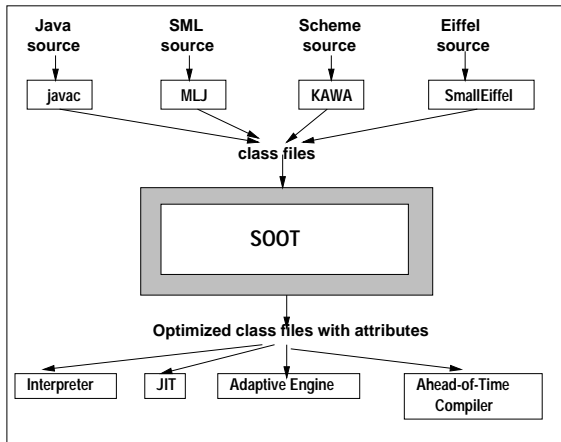 Java source
SML source
Scheme source
Eiffel source
javac
MLJ
KAWA
SmallEiffel
class files
SOOT
Optimized class files with attributes
Interpreter
JIT
Adaptive Engine
Ahead-of-Time
Compiler